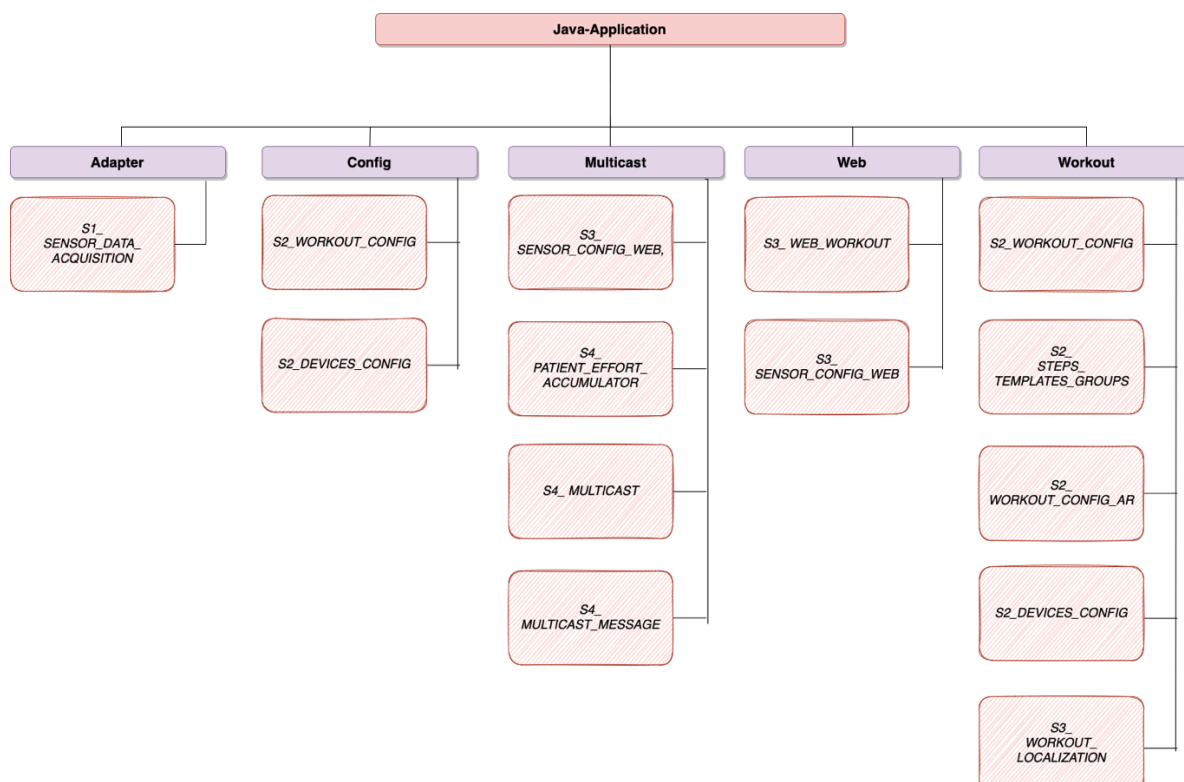 Java-Application
Adapter
Config
Multicast
Web
Workout
S1_
SENSOR_DATA_
ACQUISITION
S2_WORKOUT_CONFIG
S2_DEVICES_CONFIG
S3_
SENSOR_CONFIG_WEB,
S4_
PATIENT_EFFORT_
ACCUMULATOR
S4_ MULTICAST
S4_
MULTICAST_MESSAGE
S3_ WEB_WORKOUT
S3_
SENSOR_CONFIG_WEB
S2_WORKOUT_CONFIG
S2_
STEPS_
TEMPLATES_GROUPS
S2_
WORKOUT_CONFIG_AR
S2_DEVICES_CONFIG
S3_
WORKOUT_
LOCALIZATION